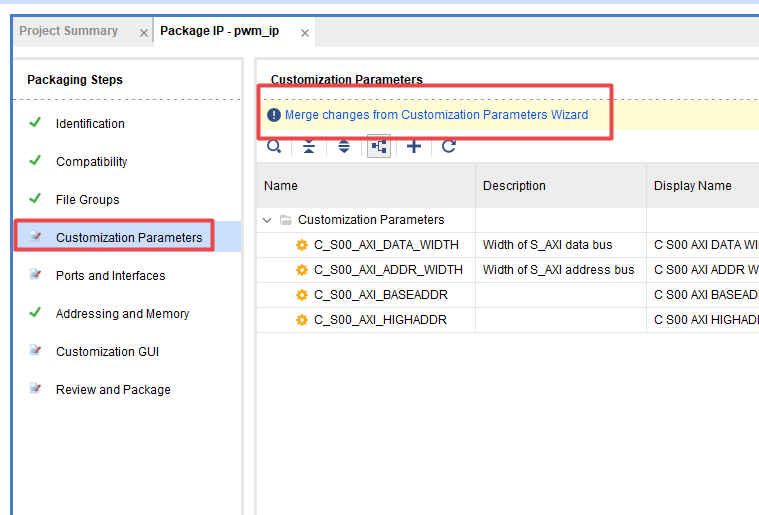 Project Summary
Package IP - pwm_ip
Packaging Steps
Identification
Compatibility
File Groups
Customization Parameters
Ports and Interfaces
Addressing and Memory
Customization GUI
Review and Package
Customization Parameters
Merge changes from Customization Parameters Wizard
Name Description Display Name
Customization Parameters
C_S00_AXI_DATA_WIDTH Width of S_AXI data bus C S00 AXI DATA WI
C_S00_AXI_ADDR_WIDTH Width of S_AXI address bus C S00 AXI ADDR W
C_S00_AXI_BASEADDR C S00 AXI BASEAD
C_S00_AXI_HIGHADDR C S00 AXI HIGHAD